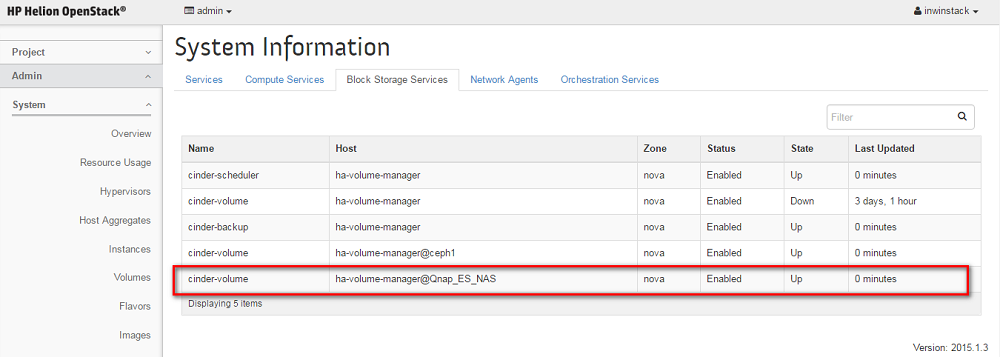 HP Helion OpenStack®
admin
inwinstack
Project
Admin
System
Overview
Resource Usage
Hypervisors
Host Aggregates
Instances
Volumes
Flavors
Images
System Information
Services Compute Services Block Storage Services Network Agents Orchestration Services
Filter
Name Host Zone Status State Last Updated
cinder-scheduler ha-volume-manager nova Enabled Up 0 minutes
cinder-volume ha-volume-manager nova Enabled Down 3 days, 1 hour
cinder-backup ha-volume-manager nova Enabled Up 0 minutes
cinder-volume ha-volume-manager@ceph1 nova Enabled Up 0 minutes
cinder-volume ha-volume-manager@Qnap_ES_NAS nova Enabled Up 0 minutes
Displaying 5 items
Version: 2015.1.3